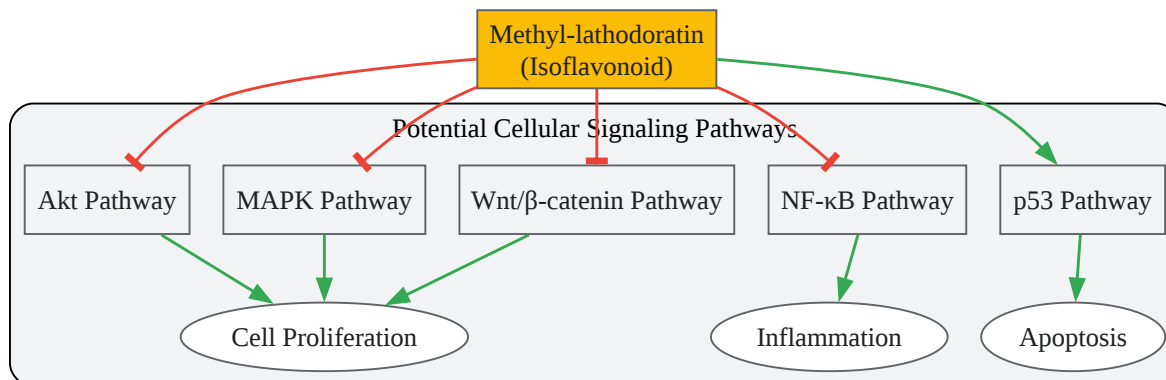 Methyl-lathodoratin
(Isoflavonoid)
Potential Cellular Signaling Pathways
Akt Pathway
MAPK Pathway
Wnt/β-catenin Pathway
NF-κB Pathway
p53 Pathway
Cell Proliferation
Inflammation
Apoptosis